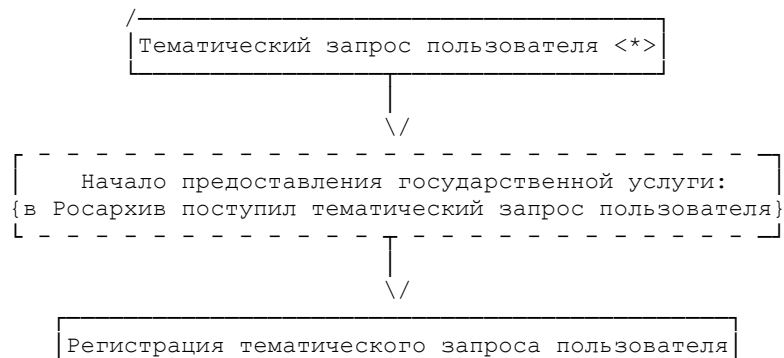 Тематический запрос пользователя <*>
Начало предоставления государственной услуги:
{в Росархив поступил тематический запрос пользователя}
Регистрация тематического запроса пользователя